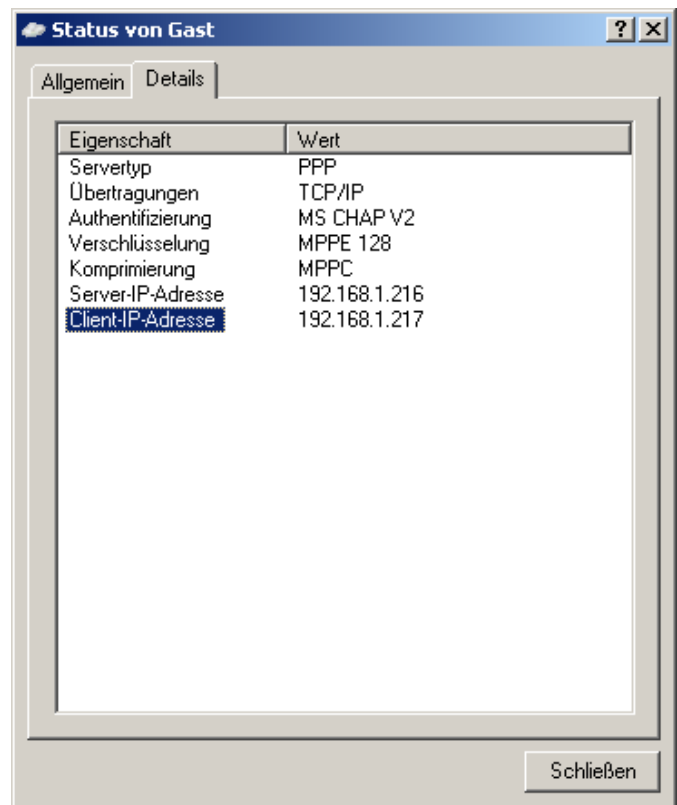 Status von Gast
Allgemein Details
Eigenschaft Wert
Servertyp PPP
Übertragungen TCP/IP
Authentifizierung MS CHAP V2
Verschlüsselung MPPE 128
Komprimierung MPPC
Server-IP-Adresse 192.168.1.216
Client-IP-Adresse 192.168.1.217
Schließen